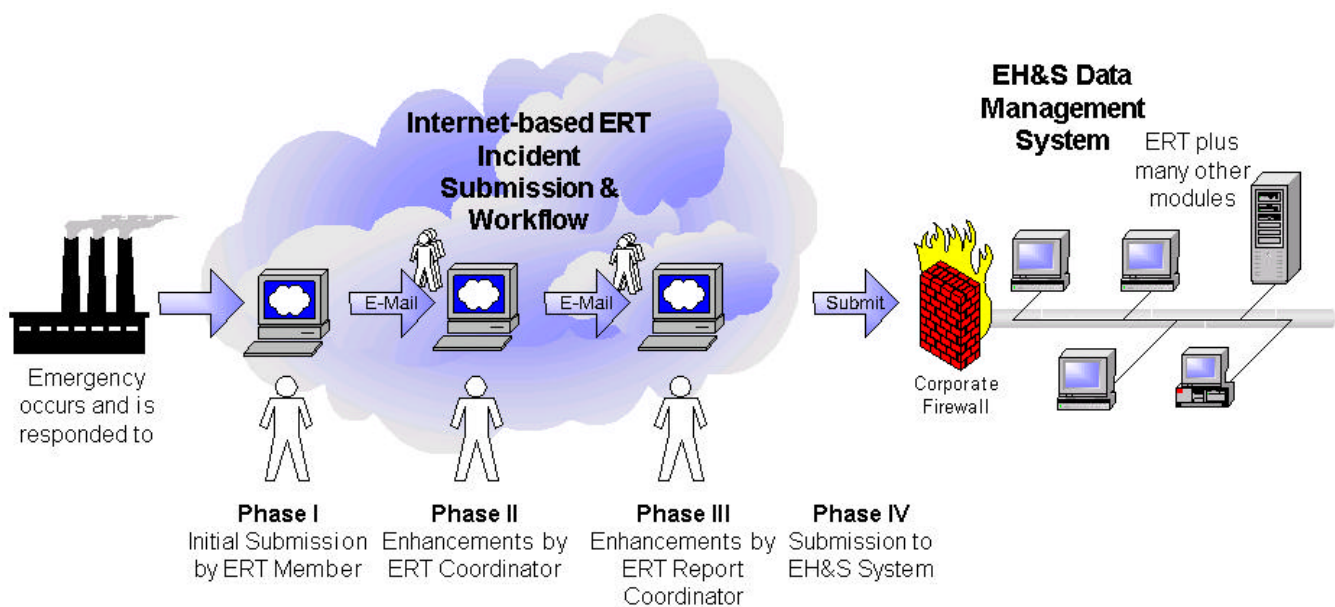 Internet-based ERT
Incident
Submission &
Workflow
EH&S Data
Management
System
ERT plus
many other
modules
E-Mail
E-Mail
Submit
Emergency
occurs and is
responded to
Corporate
Firewall
Phase I
Initial Submission
by ERT Member
Phase II
Enhancements by
ERT Coordinator
Phase III
Enhancements by
ERT Report
Coordinator
Phase IV
Submission to
EH&S System